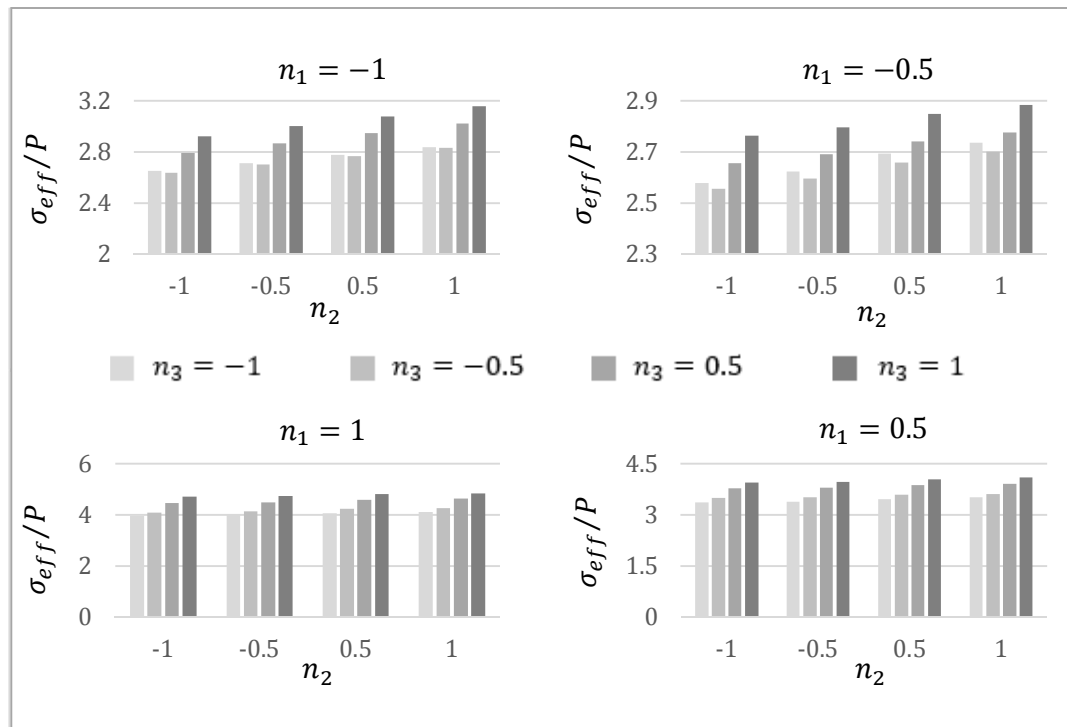 n₁ = −1
3.2
2.8
2.4
2
σ_eff/P
-1 -0.5 0.5 1
n₂
n₁ = −0.5
2.9
2.7
2.5
2.3
σ_eff/P
-1 -0.5 0.5 1
n₂
n₃ = −1 n₃ = −0.5 n₃ = 0.5 n₃ = 1
n₁ = 1
6
4
2
0
σ_eff/P
-1 -0.5 0.5 1
n₂
n₁ = 0.5
4.5
3
1.5
0
σ_eff/P
-1 -0.5 0.5 1
n₂